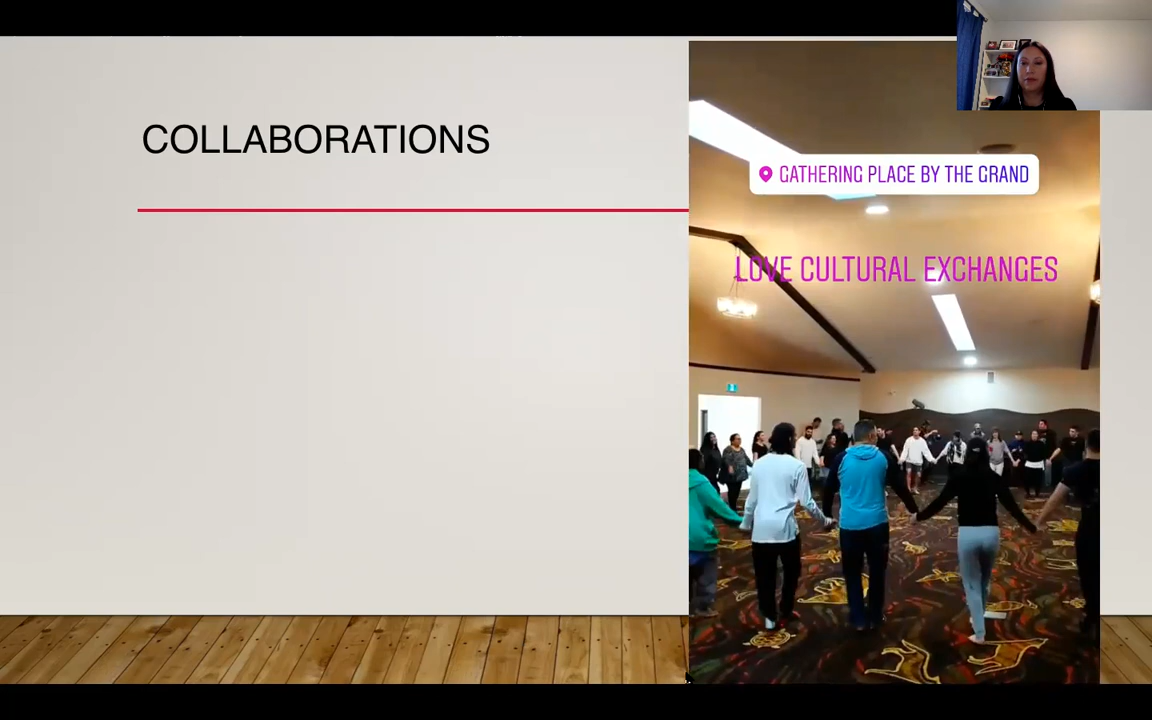 COLLABORATIONS
GATHERING PLACE BY THE GRAND
LOVE CULTURAL EXCHANGES